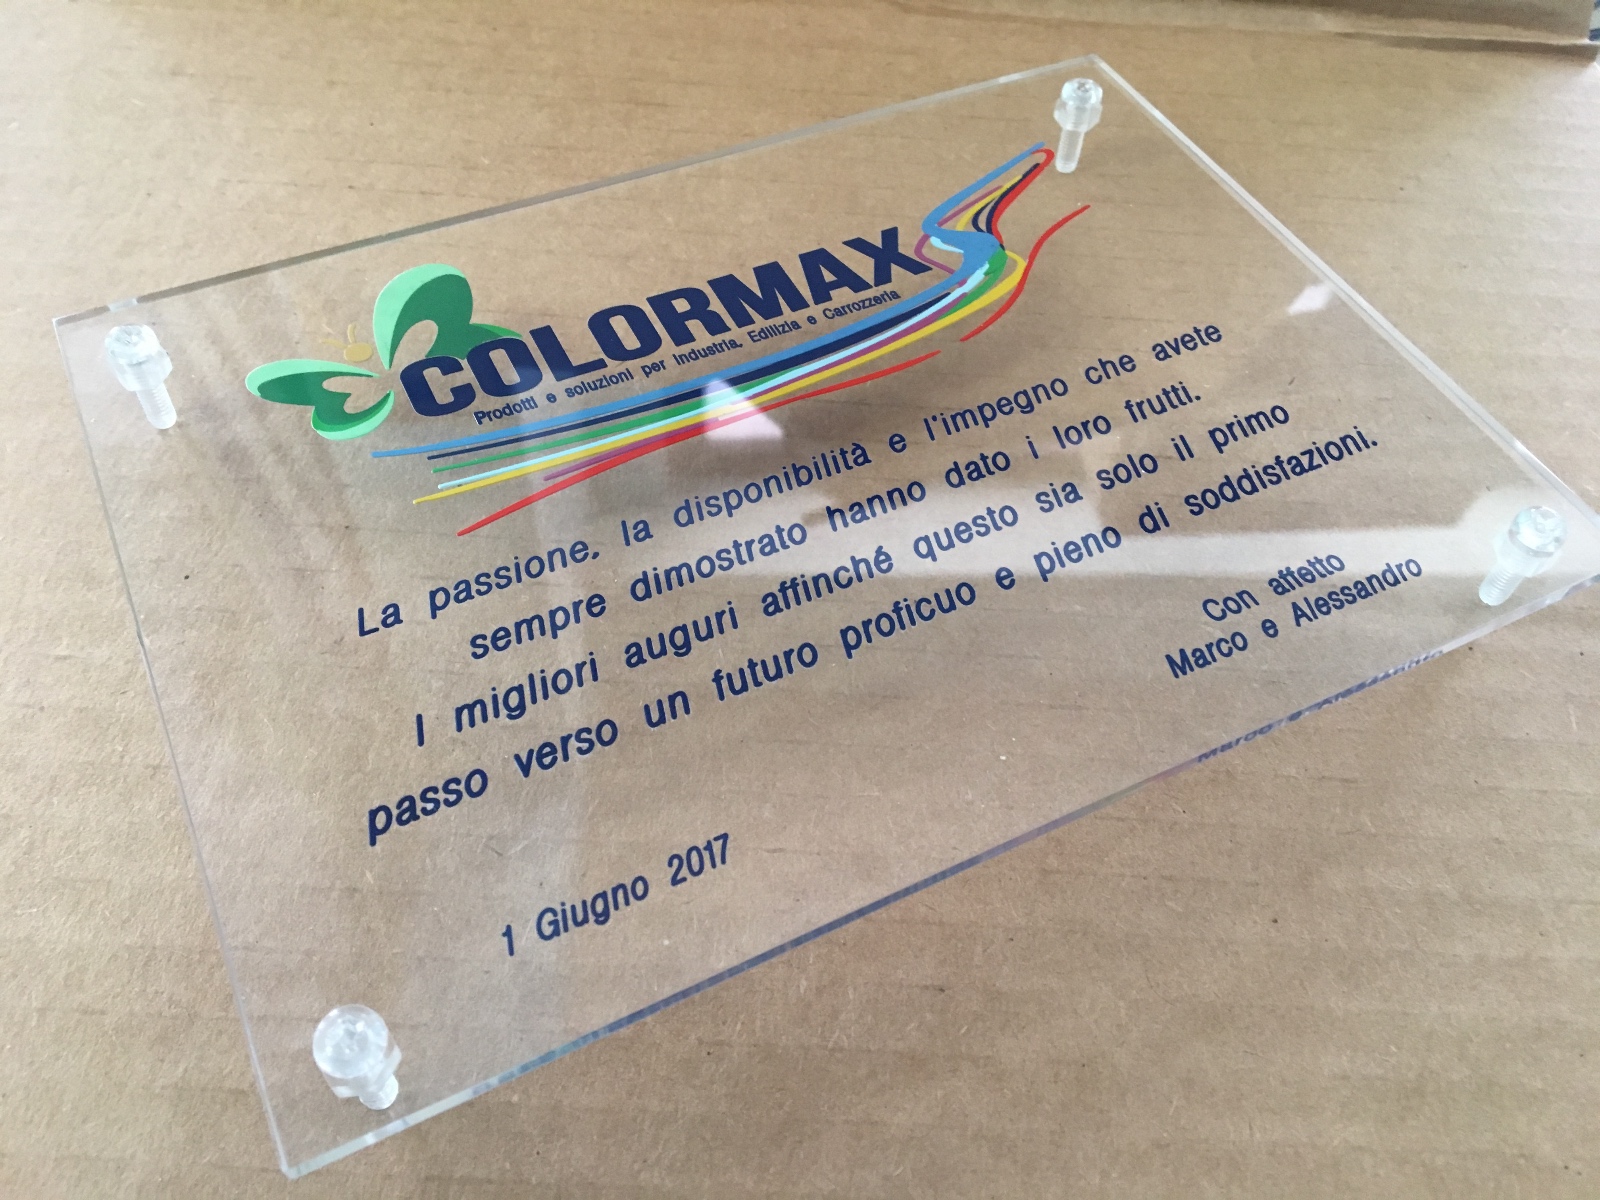 COLORMAX
Prodotti e soluzioni per Industria, Edilizia e Carrozzeria
La passione, la disponibilità e l'impegno che avete
sempre dimostrato hanno dato i loro frutti.
I migliori auguri affinché questo sia solo il primo
passo verso un futuro proficuo e pieno di soddisfazioni.
Con affetto
Marco e Alessandro
1 Giugno 2017